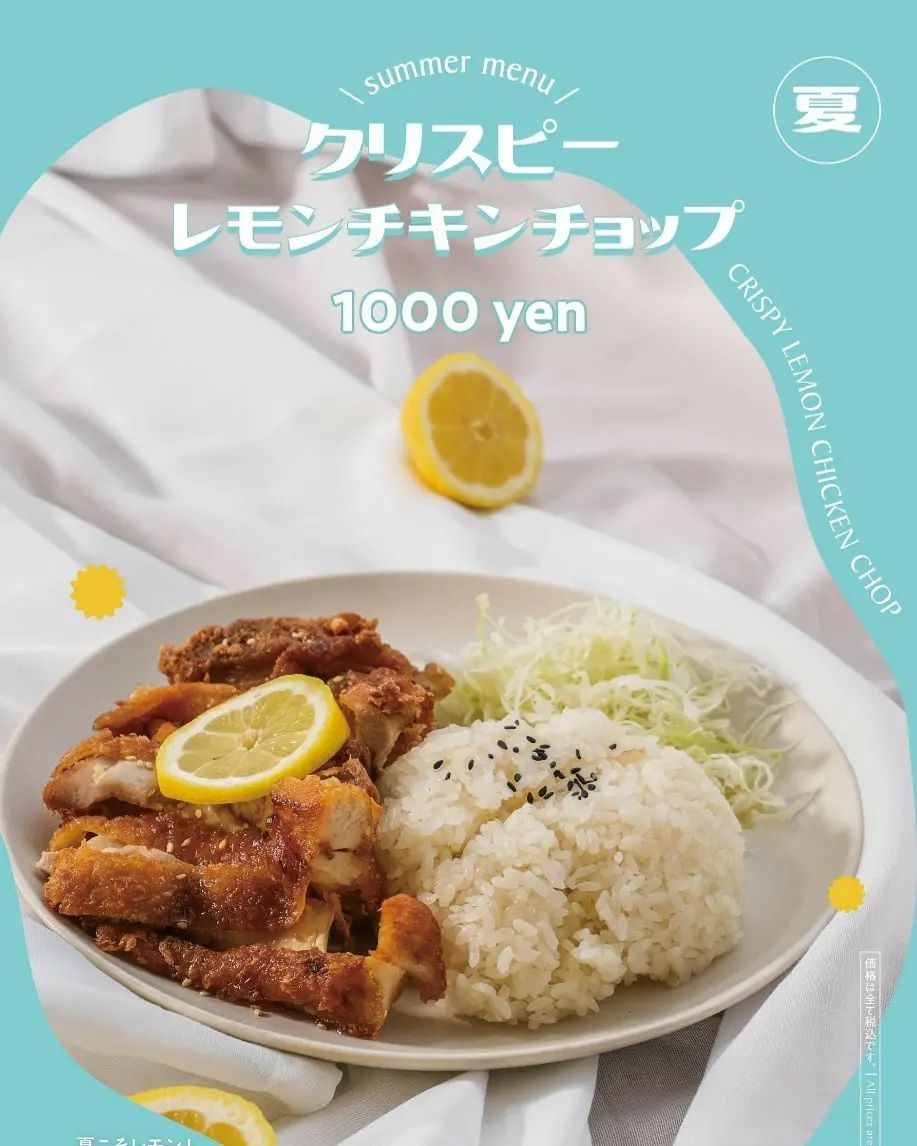 summer menu
夏
クリスピー
レモンチキンチョップ
1000 yen
CRISPY LEMON CHICKEN CHOP
価格は全て税込です。 | All prices are
夏こそレモン！